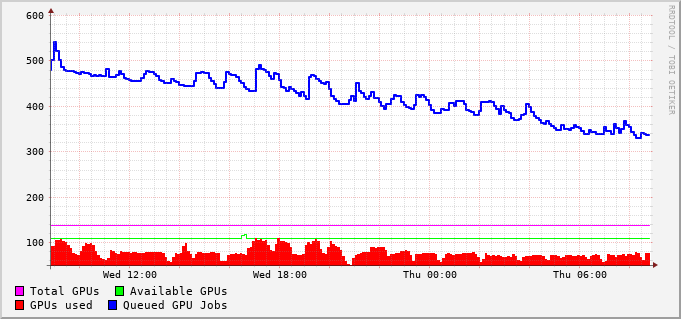 600
500
400
300
200
100
Wed 12:00 Wed 18:00 Thu 00:00 Thu 06:00
Total GPUs Available GPUs
GPUs used Queued GPU Jobs
RRDTOOL / TOBI OETIKER